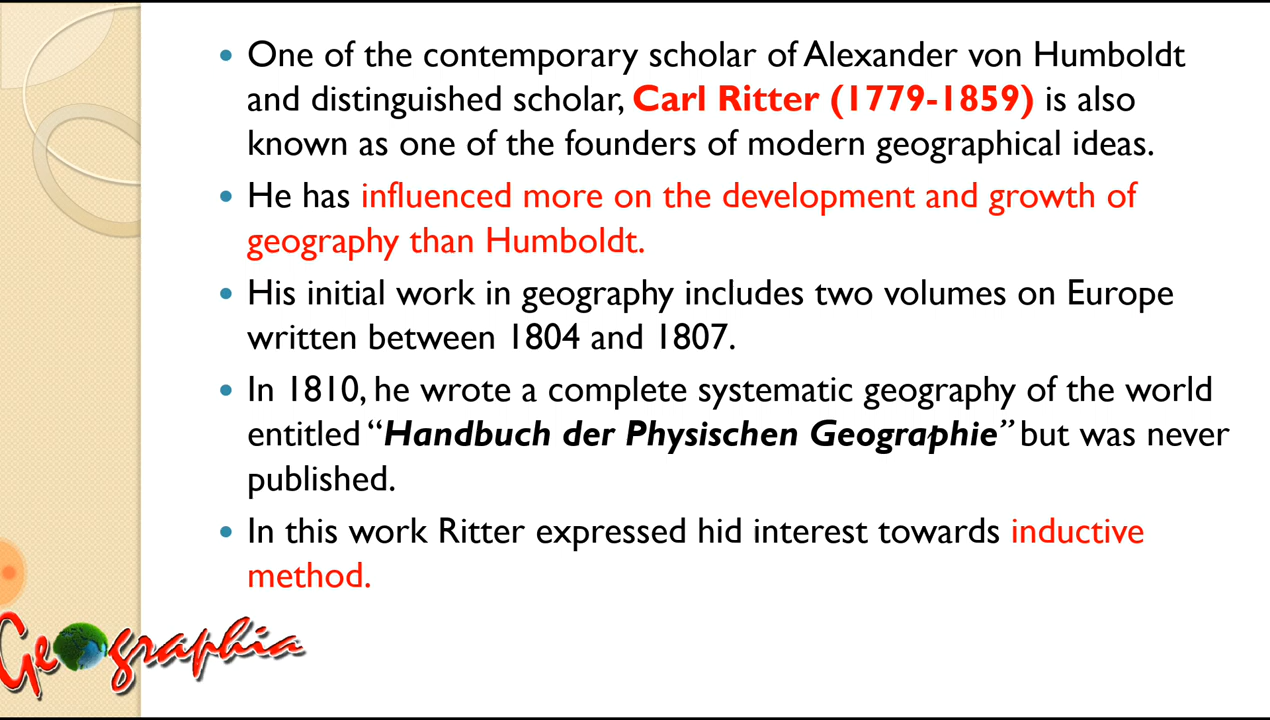 • One of the contemporary scholar of Alexander von Humboldt
and distinguished scholar, Carl Ritter (1779-1859) is also
known as one of the founders of modern geographical ideas.
• He has influenced more on the development and growth of
geography than Humboldt.
• His initial work in geography includes two volumes on Europe
written between 1804 and 1807.
• In 1810, he wrote a complete systematic geography of the world
entitled “Handbuch der Physischen Geographie” but was never
published.
• In this work Ritter expressed hid interest towards inductive
method.
Geographia